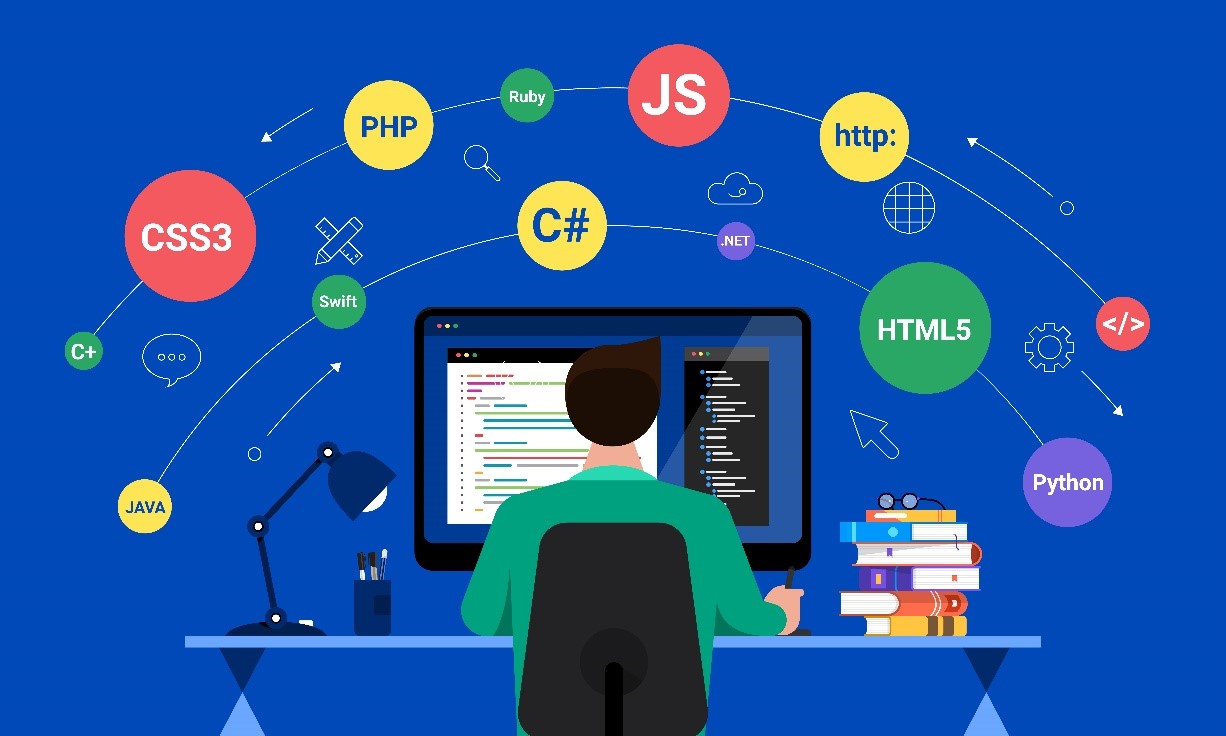 JS
Ruby
PHP
http:
C#
CSS3
.NET
Swift
HTML5
</>
C+
Python
JAVA